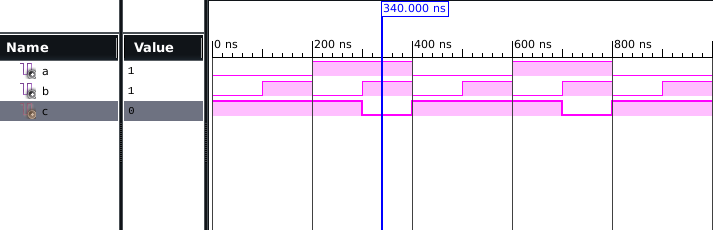 340.000 ns
Name Value
0 ns 200 ns 400 ns 600 ns 800 ns
a 1
b 1
c 0